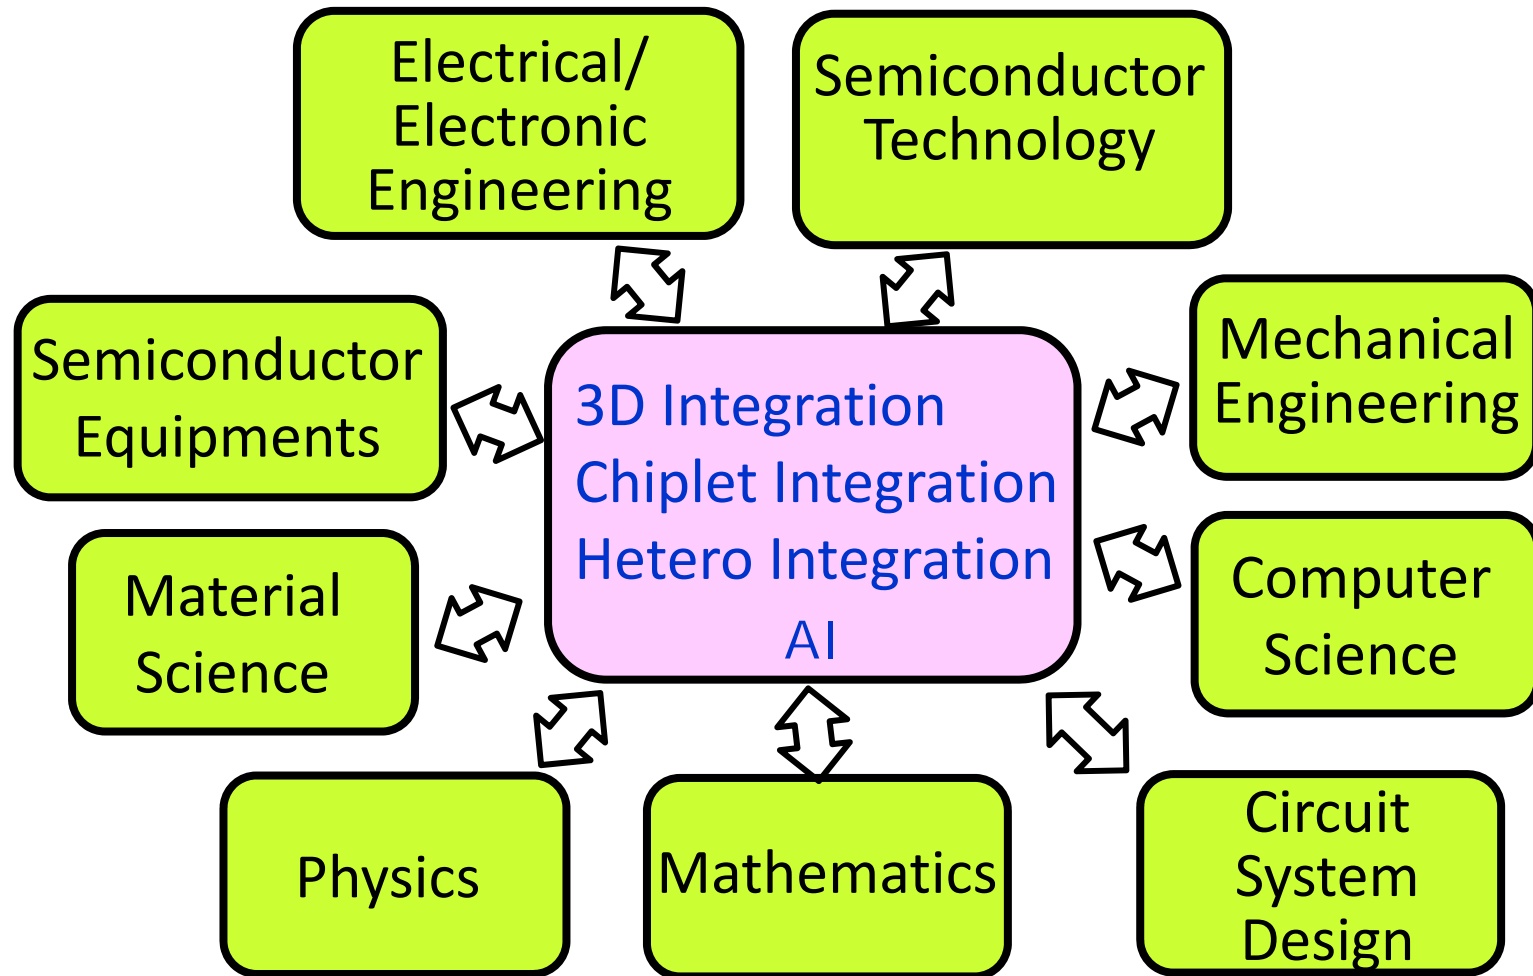 Electrical/
Electronic
Engineering
Semiconductor
Technology
Semiconductor
Equipments
3D Integration
Chiplet Integration
Hetero Integration
AI
Mechanical
Engineering
Material
Science
Computer
Science
Physics
Mathematics
Circuit
System
Design